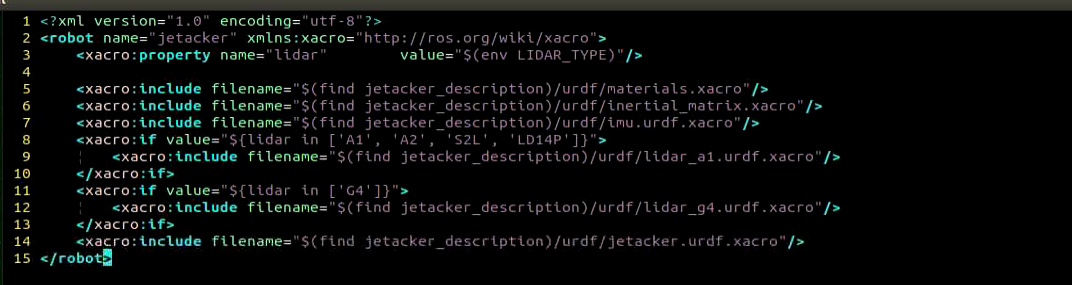 1 <?xml version="1.0" encoding="utf-8"?>
2 <robot name="jetacker" xmlns:xacro="http://ros.org/wiki/xacro">
3     <xacro:property name="lidar"        value="$(env LIDAR_TYPE)"/>
4
5     <xacro:include filename="$(find jetacker_description)/urdf/materials.xacro"/>
6     <xacro:include filename="$(find jetacker_description)/urdf/inertial_matrix.xacro"/>
7     <xacro:include filename="$(find jetacker_description)/urdf/imu.urdf.xacro"/>
8     <xacro:if value="${lidar in ['A1', 'A2', 'S2L', 'LD14P']}">
9     ¦   <xacro:include filename="$(find jetacker_description)/urdf/lidar_a1.urdf.xacro"/>
10     </xacro:if>
11     <xacro:if value="${lidar in ['G4']}">
12     ¦   <xacro:include filename="$(find jetacker_description)/urdf/lidar_g4.urdf.xacro"/>
13     </xacro:if>
14     <xacro:include filename="$(find jetacker_description)/urdf/jetacker.urdf.xacro"/>
15 </robot>